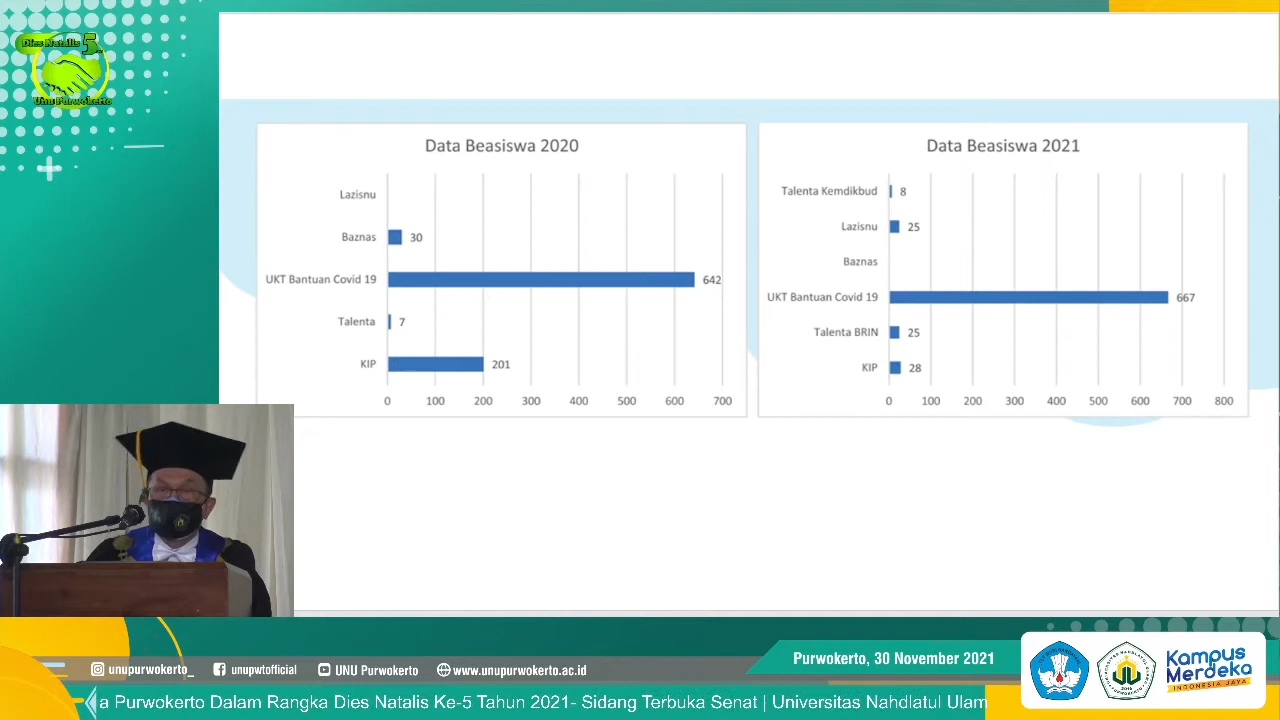 Dies Natalis 5
Unu Purwokerto
Data Beasiswa 2020
Lazisnu
Baznas 30
UKT Bantuan Covid 19 642
Talenta 7
KIP 201
0 100 200 300 400 500 600 700
Data Beasiswa 2021
Talenta Kemdikbud 8
Lazisnu 25
Baznas
UKT Bantuan Covid 19 667
Talenta BRIN 25
KIP 28
0 100 200 300 400 500 600 700 800
Purwokerto, 30 November 2021
unupurwokerto_ unupwtofficial UNU Purwokerto www.unupurwokerto.ac.id
Kampus
Merdeka
INDONESIA JAYA
a Purwokerto Dalam Rangka Dies Natalis Ke-5 Tahun 2021- Sidang Terbuka Senat | Universitas Nahdlatul Ulam